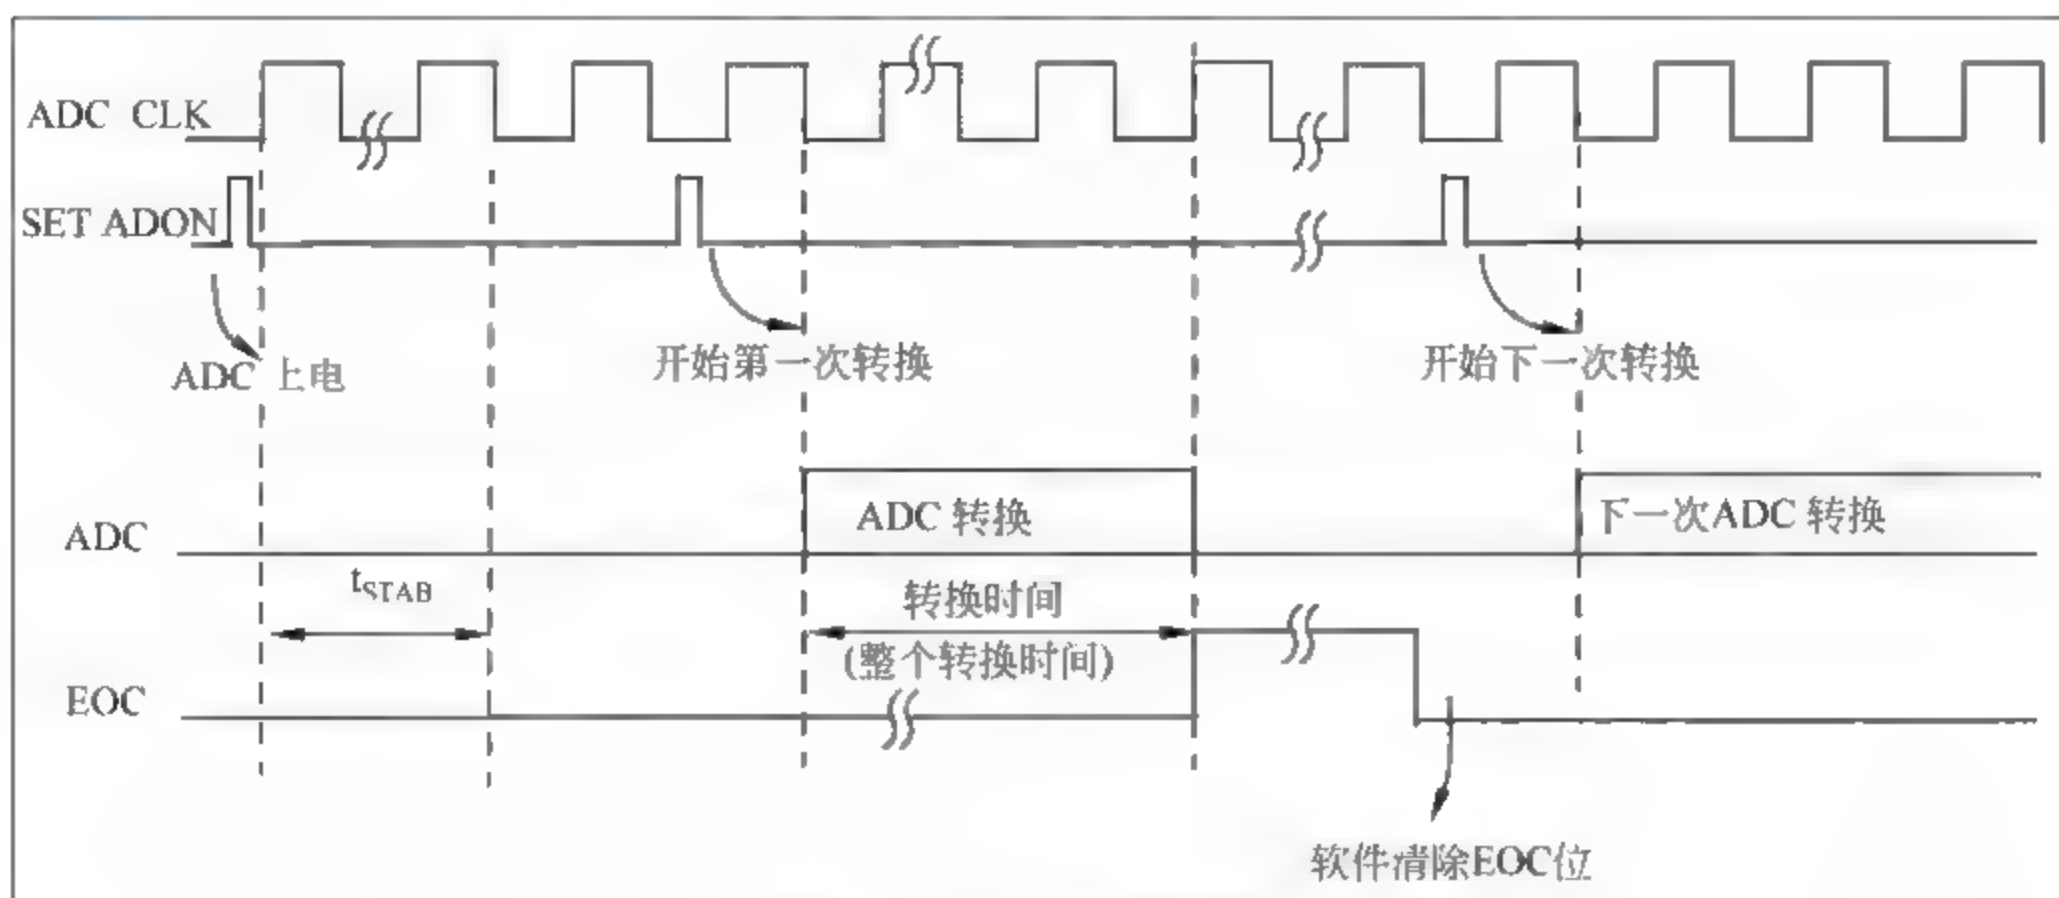 ADC CLK
SET ADON
ADC 上电
开始第一次转换
开始下一次转换
ADC
ADC 转换
下一次ADC 转换
tSTAB
转换时间
(整个转换时间)
EOC
软件清除EOC位